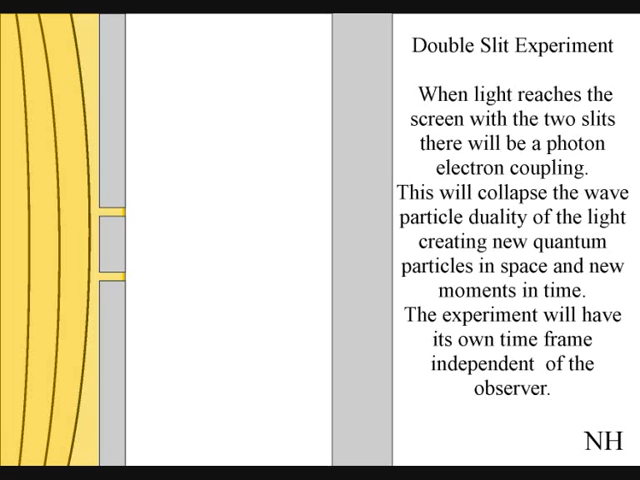 Double Slit Experiment
When light reaches the
screen with the two slits
there will be a photon
electron coupling.
This will collapse the wave
particle duality of the light
creating new quantum
particles in space and new
moments in time.
The experiment will have
its own time frame
independent  of the
observer.
NH